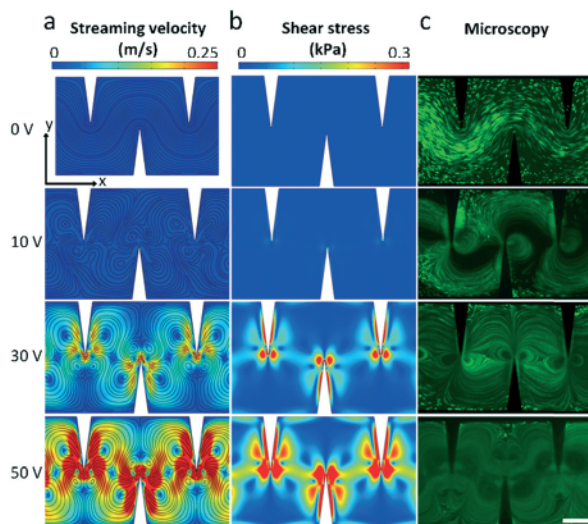 a Streaming velocity
(m/s)
0 0.25
b Shear stress
(kPa)
0 0.3
c Microscopy
0 V
y
x
10 V
30 V
50 V